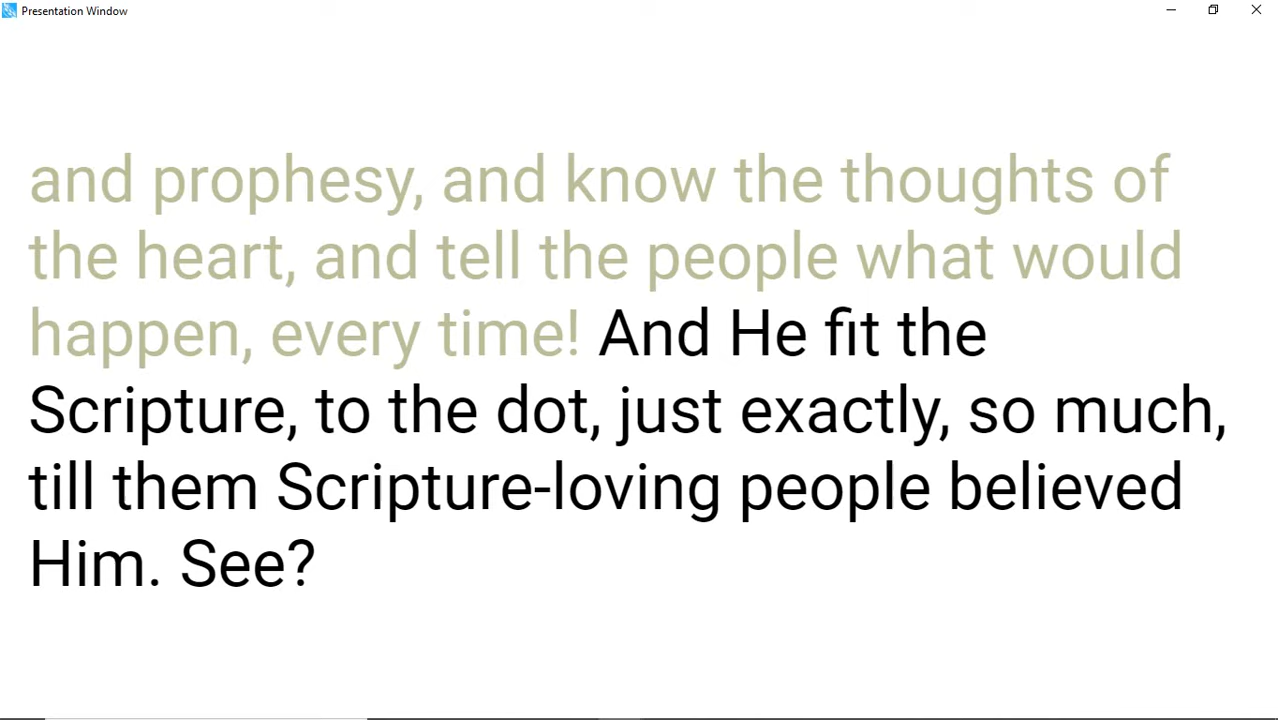 Presentation Window
and prophesy, and know the thoughts of
the heart, and tell the people what would
happen, every time! And He fit the
Scripture, to the dot, just exactly, so much,
till them Scripture-loving people believed
Him. See?